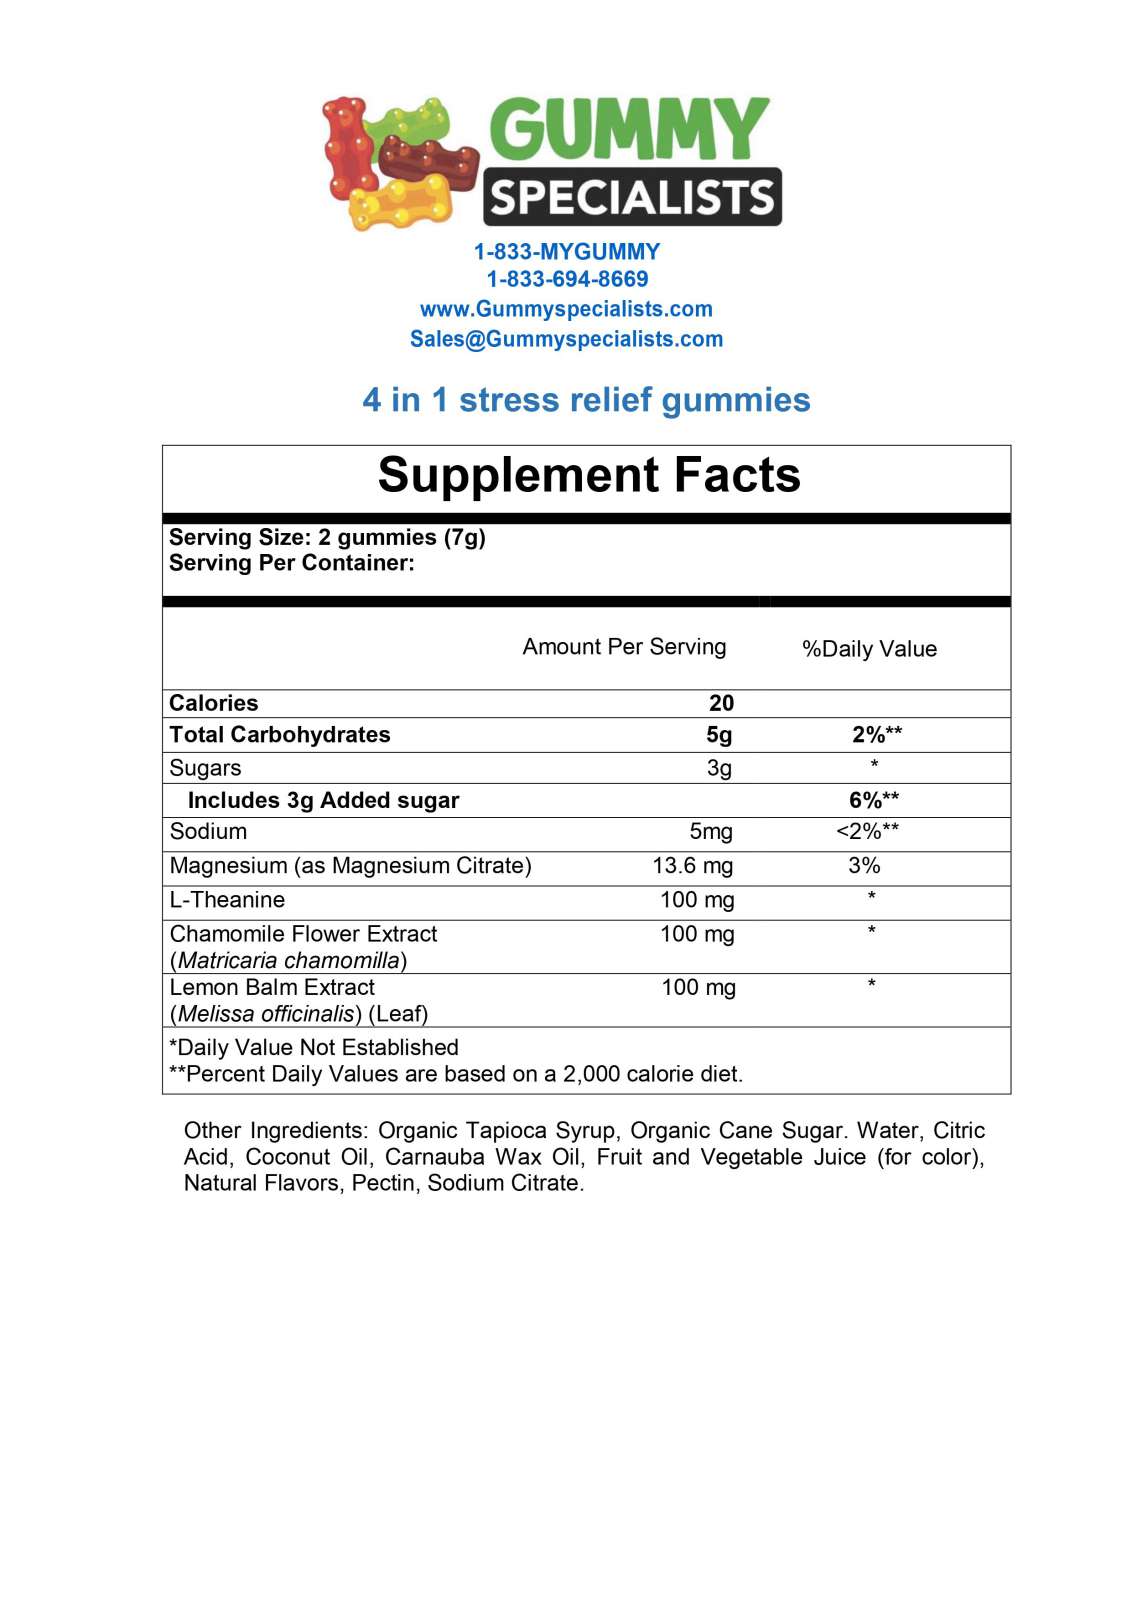 GUMMY
SPECIALISTS
1-833-MYGUMMY
1-833-694-8669
www.Gummyspecialists.com
Sales@Gummyspecialists.com
4 in 1 stress relief gummies
Supplement Facts
Serving Size: 2 gummies (7g)
Serving Per Container:
Amount Per Serving %Daily Value
Calories 20
Total Carbohydrates 5g 2%**
Sugars 3g *
Includes 3g Added sugar 6%**
Sodium 5mg <2%**
Magnesium (as Magnesium Citrate) 13.6 mg 3%
L-Theanine 100 mg *
Chamomile Flower Extract 100 mg *
(Matricaria chamomilla)
Lemon Balm Extract 100 mg *
(Melissa officinalis) (Leaf)
*Daily Value Not Established
**Percent Daily Values are based on a 2,000 calorie diet.
Other Ingredients: Organic Tapioca Syrup, Organic Cane Sugar. Water, Citric
Acid, Coconut Oil, Carnauba Wax Oil, Fruit and Vegetable Juice (for color),
Natural Flavors, Pectin, Sodium Citrate.